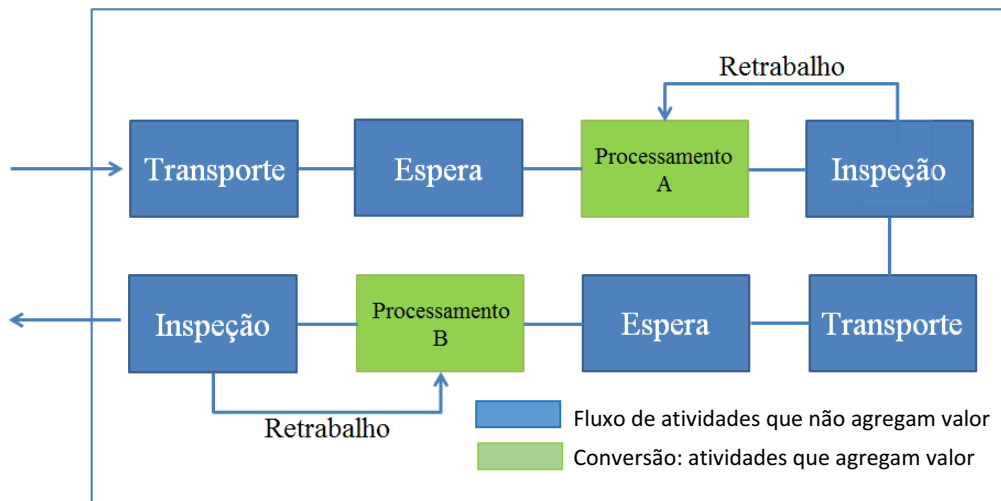 Retrabalho
Transporte
Espera
Processamento
A
Inspeção
Inspeção
Processamento
B
Espera
Transporte
Retrabalho
Fluxo de atividades que não agregam valor
Conversão: atividades que agregam valor